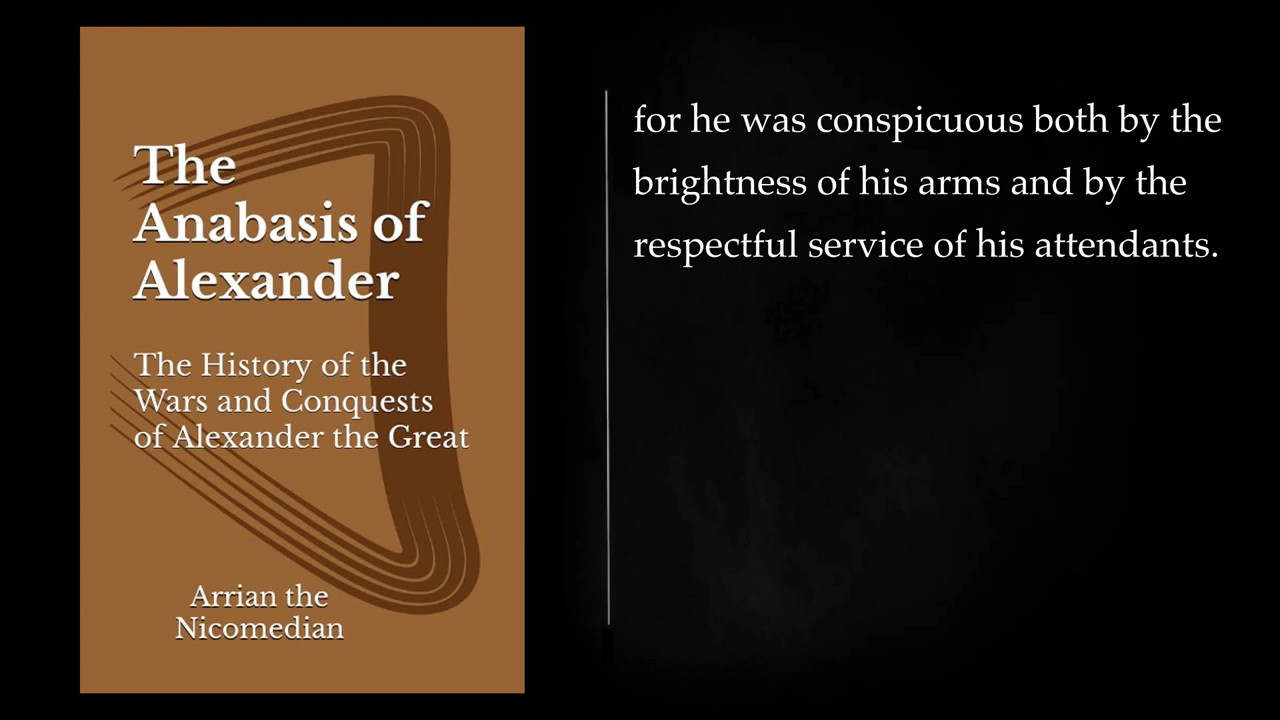 The
Anabasis of
Alexander
The History of the
Wars and Conquests
of Alexander the Great
Arrian the
Nicomedian
for he was conspicuous both by the
brightness of his arms and by the
respectful service of his attendants.